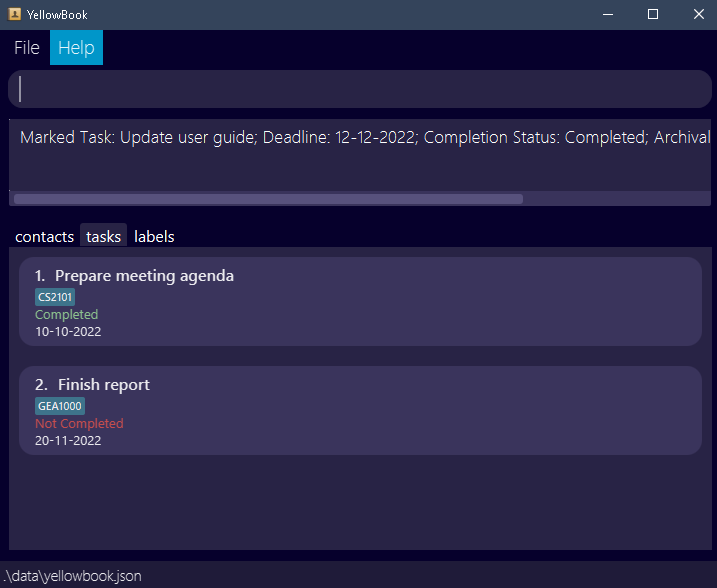 YellowBook
File Help
Marked Task: Update user guide; Deadline: 12-12-2022; Completion Status: Completed; Archival
contacts tasks labels
1. Prepare meeting agenda
CS2101
Completed
10-10-2022
2. Finish report
GEA1000
Not Completed
20-11-2022
.\data\yellowbook.json